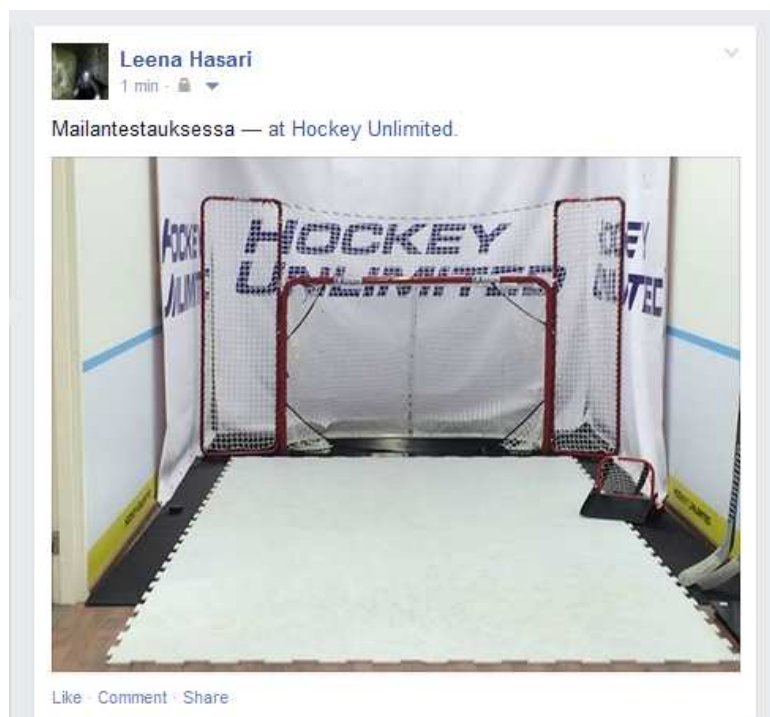 Leena Hasari
1 min
Mailantestauksessa — at Hockey Unlimited.
HOCKEY
UNLIMITED
Like · Comment · Share